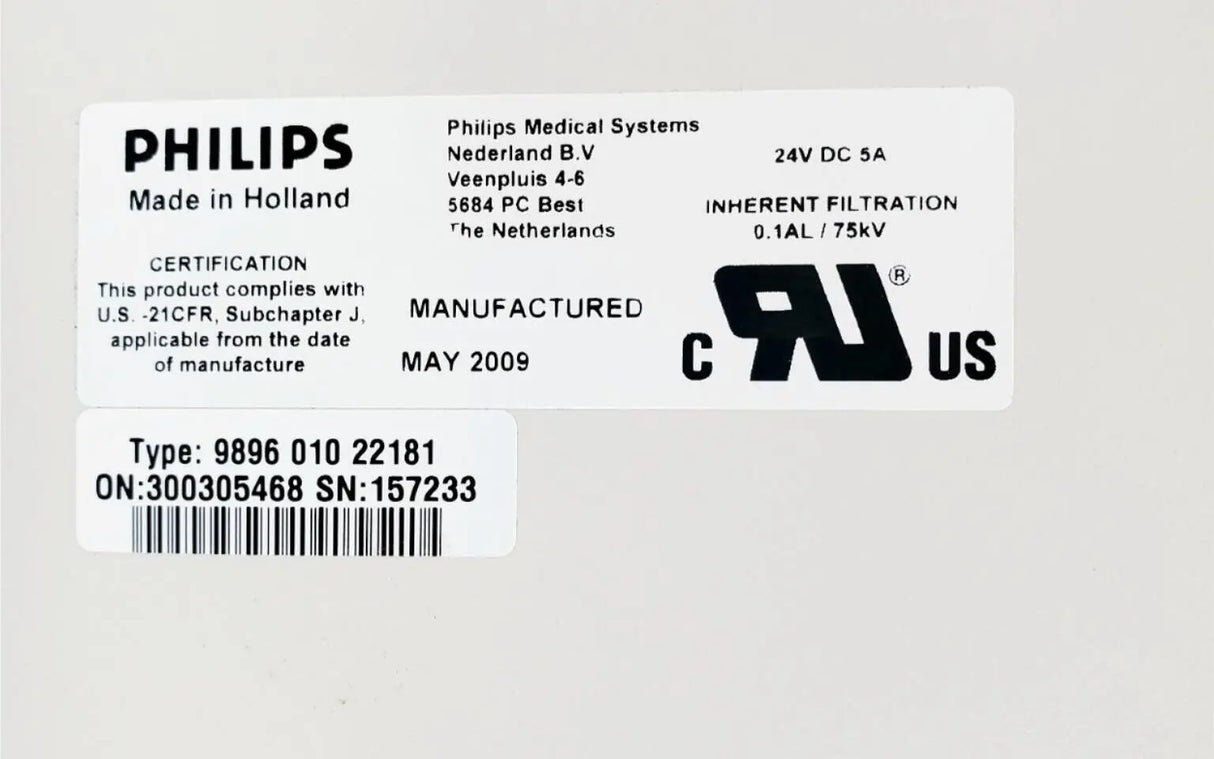 PHILIPS
Made in Holland
CERTIFICATION
This product complies with
U.S. -21CFR, Subchapter J,
applicable from the date
of manufacture
Philips Medical Systems
Nederland B.V
Veenpluis 4-6
5684 PC Best
The Netherlands
MANUFACTURED
MAY 2009
24V DC 5A
INHERENT FILTRATION
0.1AL / 75kV
C RU® US
Type: 9896 010 22181
ON:300305468 SN:157233